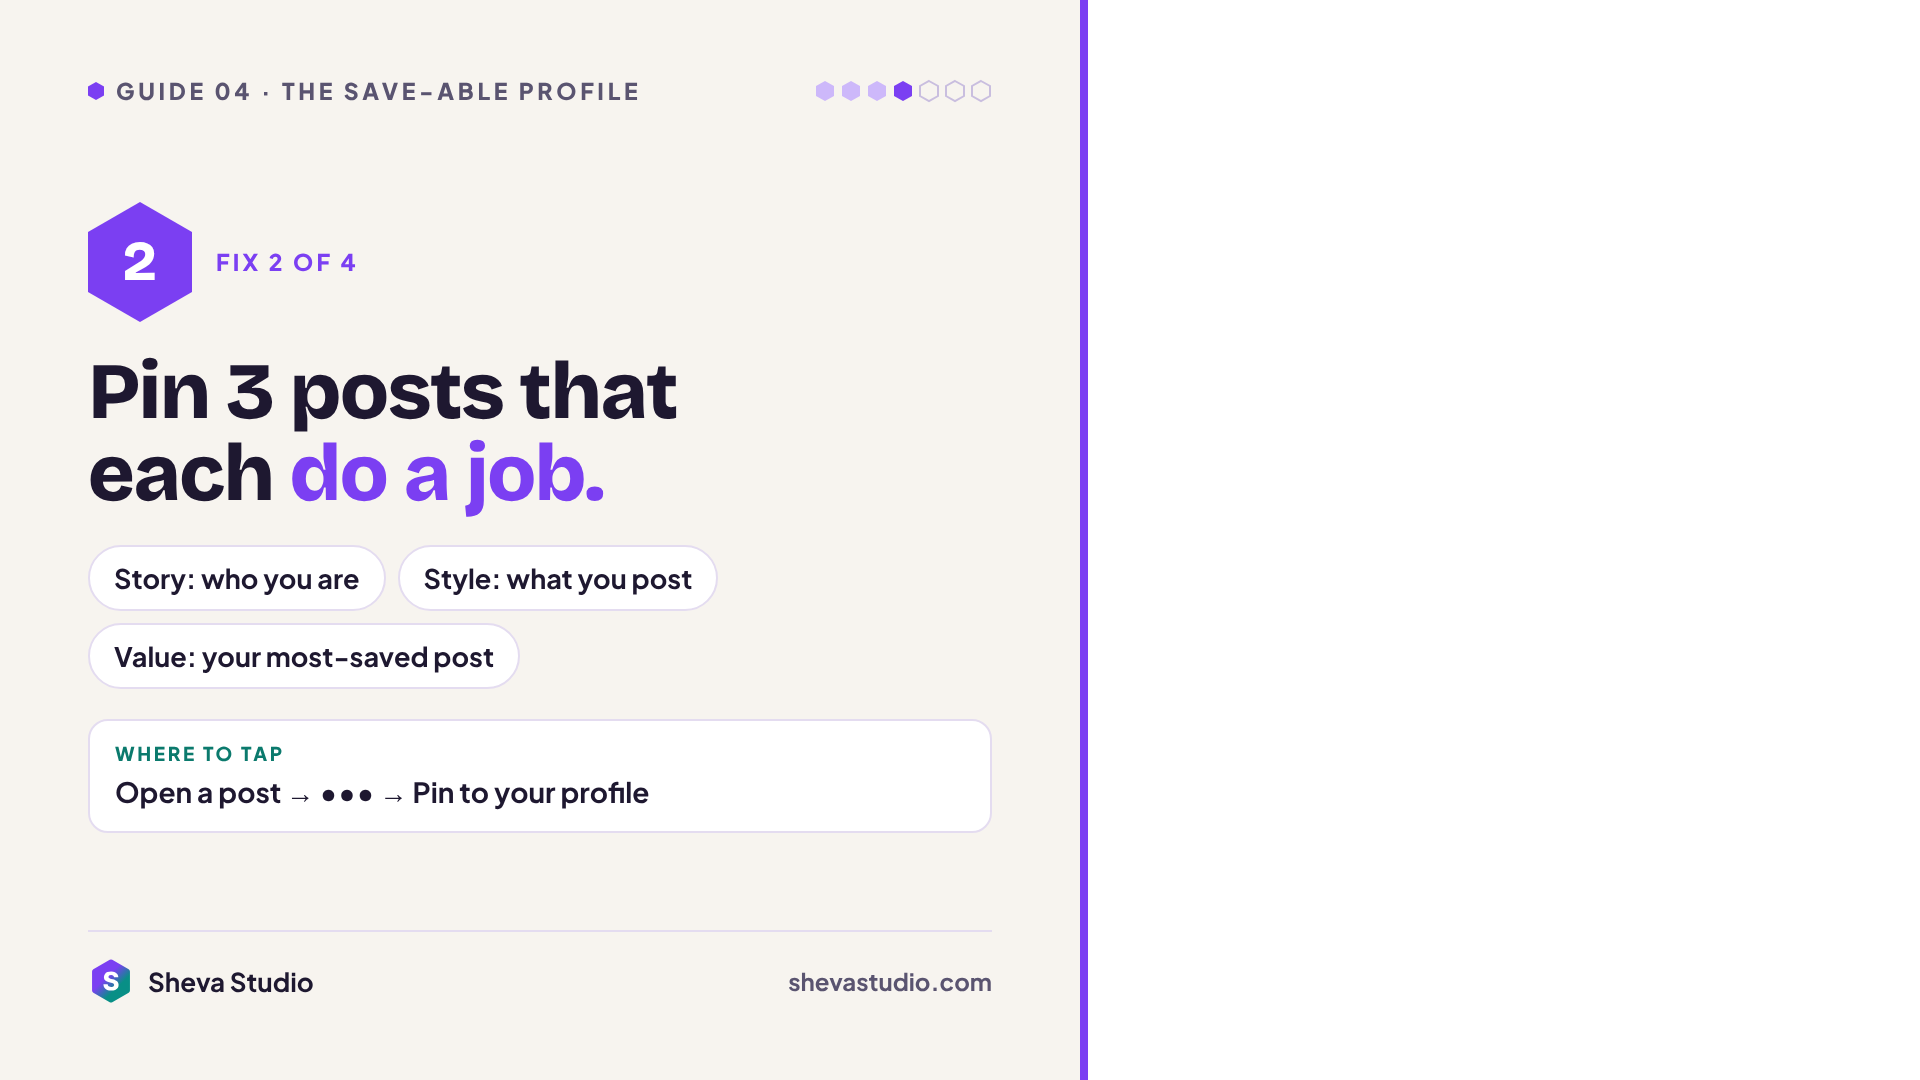 GUIDE 04 · THE SAVE-ABLE PROFILE
2
FIX 2 OF 4
Pin 3 posts that
each do a job.
Story: who you are
Style: what you post
Value: your most-saved post
WHERE TO TAP
Open a post → ••• → Pin to your profile
S
Sheva Studio
shevastudio.com